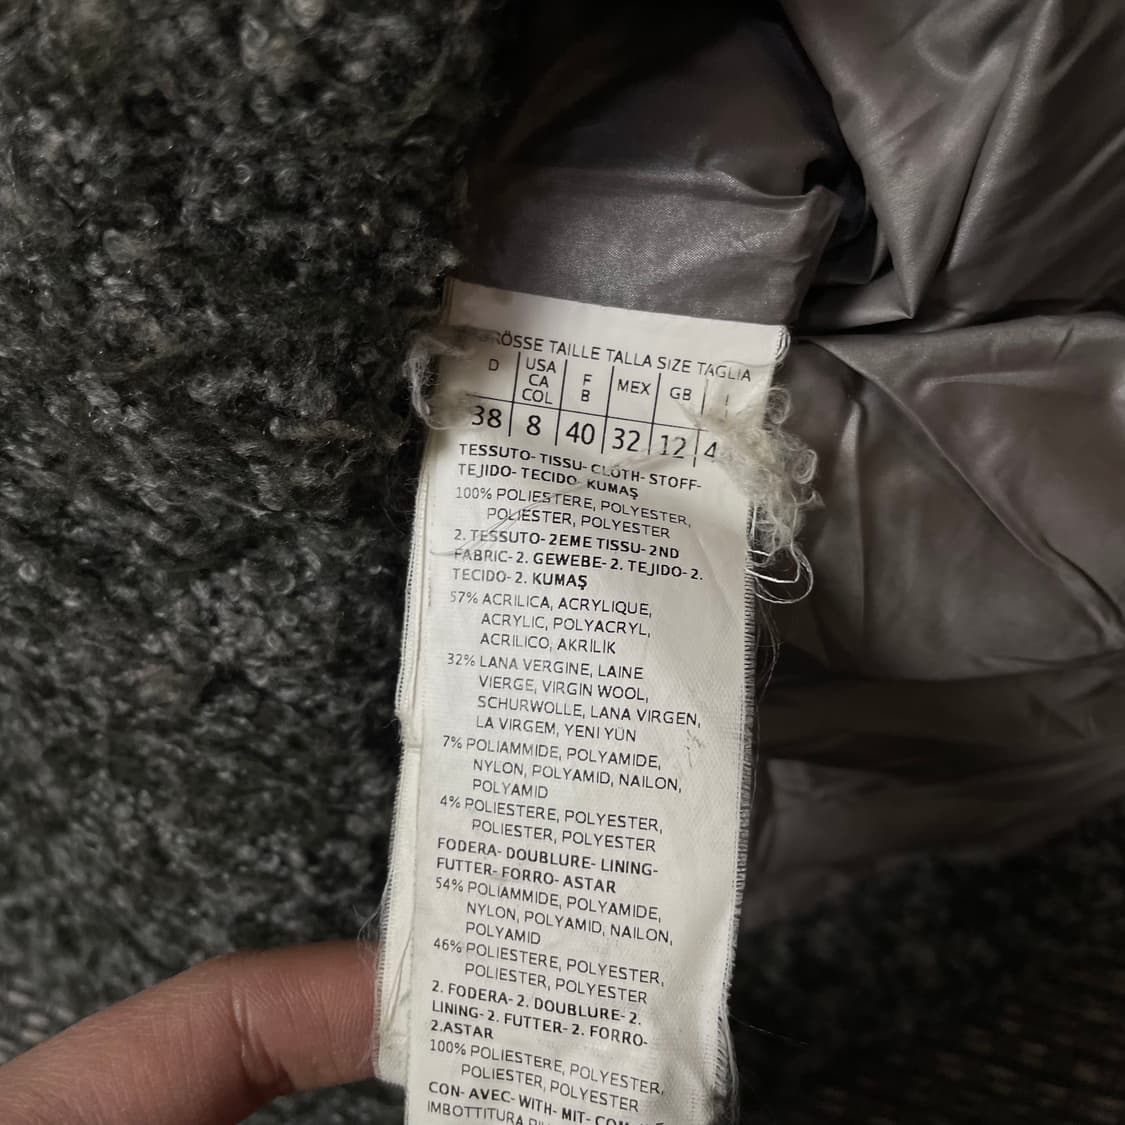 GRÖSSE TAILLE TALLA SIZE TAGLIA
D USA CA COL F B MEX GB I
38 8 40 32 12 4
TESSUTO- TISSU- CLOTH- STOFF-
TEJIDO- TECIDO- KUMAŞ
100% POLIESTERE, POLYESTER,
POLIESTER, POLYESTER
2. TESSUTO- 2EME TISSU- 2ND
FABRIC- 2. GEWEBE- 2. TEJIDO- 2.
TECIDO- 2. KUMAŞ
57% ACRILICA, ACRYLIQUE,
ACRYLIC, POLYACRYL,
ACRILICO, AKRİLİK
32% LANA VERGINE, LAINE
VIERGE, VIRGIN WOOL,
SCHURWOLLE, LANA VIRGEN,
LA VIRGEM, YENI YÜN
7% POLIAMMIDE, POLYAMIDE,
NYLON, POLYAMID, NAILON,
POLYAMID
4% POLIESTERE, POLYESTER,
POLIESTER, POLYESTER
FODERA- DOUBLURE- LINING-
FUTTER- FORRO- ASTAR
54% POLIAMMIDE, POLYAMIDE,
NYLON, POLYAMID, NAILON,
POLYAMID
46% POLIESTERE, POLYESTER,
POLIESTER, POLYESTER
2. FODERA- 2. DOUBLURE- 2.
LINING- 2. FUTTER- 2. FORRO-
2.ASTAR
100% POLIESTERE, POLYESTER,
POLIESTER, POLYESTER
CON- AVEC- WITH- MIT-
IMBOTTITURA